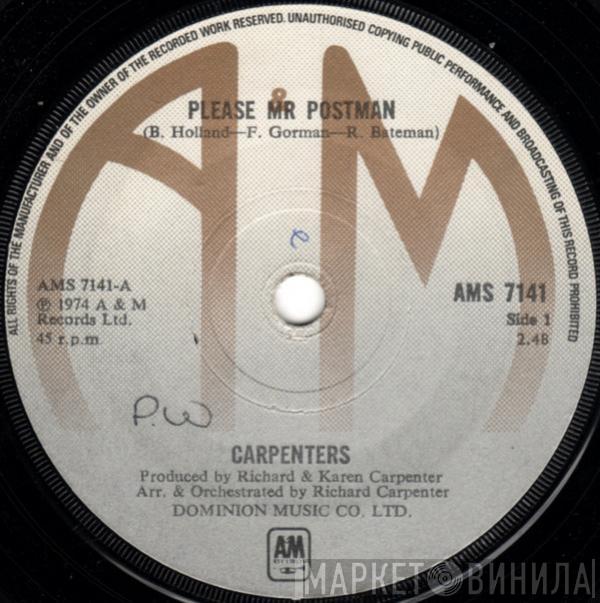 ALL RIGHTS OF THE MANUFACTURER AND OF THE OWNER OF THE RECORDED WORK RESERVED. UNAUTHORISED COPYING PUBLIC PERFORMANCE AND BROADCASTING OF THIS RECORD PROHIBITED
A&M
PLEASE MR POSTMAN
(B. Holland—F. Gorman—R. Bateman)
AMS 7141-A
℗ 1974 A & M
Records Ltd.
45 r.p.m.
AMS 7141
Side 1
2.48
P.W
CARPENTERS
Produced by Richard & Karen Carpenter
Arr. & Orchestrated by Richard Carpenter
DOMINION MUSIC CO. LTD.
A&M
МАРКЕТ ВИНИЛА